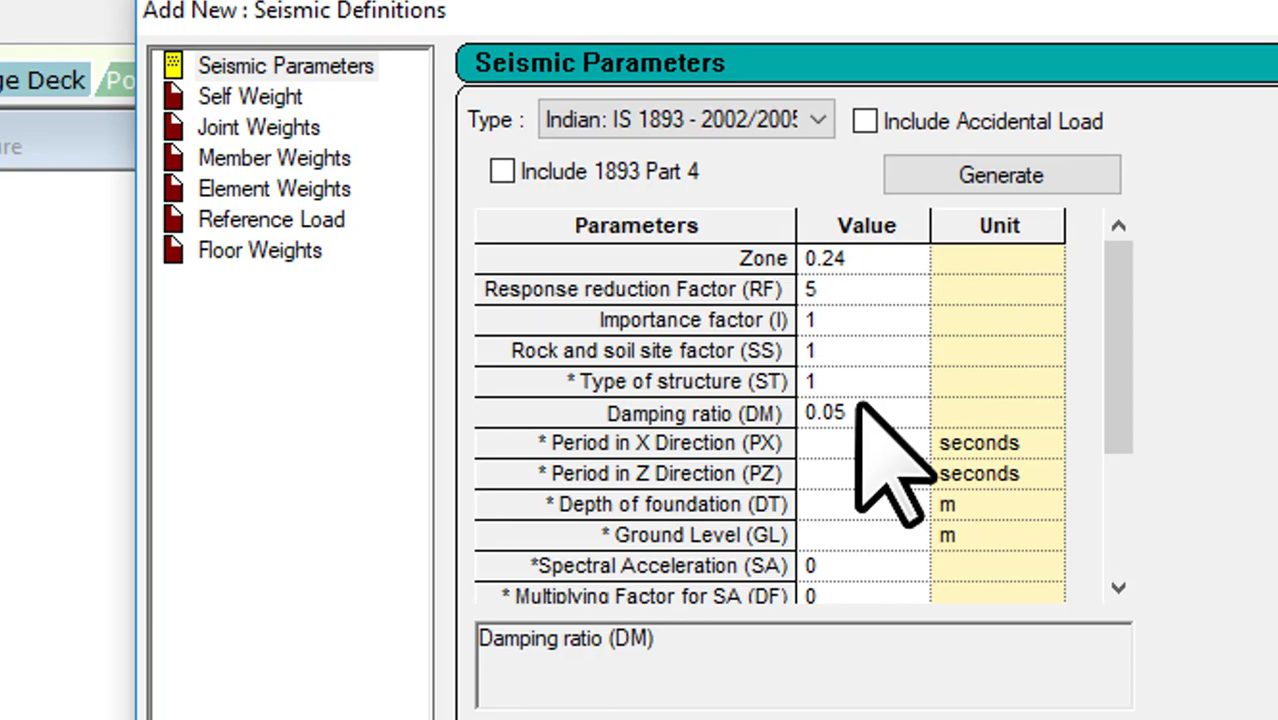 Add New : Seismic Definitions
ge Deck
Po
re
Seismic Parameters
Self Weight
Joint Weights
Member Weights
Element Weights
Reference Load
Floor Weights
Seismic Parameters
Type : Indian: IS 1893 - 2002/2005 Include Accidental Load
Include 1893 Part 4 Generate
Parameters Value Unit
Zone 0.24
Response reduction Factor (RF) 5
Importance factor (I) 1
Rock and soil site factor (SS) 1
* Type of structure (ST) 1
Damping ratio (DM) 0.05
* Period in X Direction (PX) seconds
* Period in Z Direction (PZ) seconds
* Depth of foundation (DT) m
* Ground Level (GL) m
*Spectral Acceleration (SA) 0
* Multiplying Factor for SA (DF) 0
Damping ratio (DM)